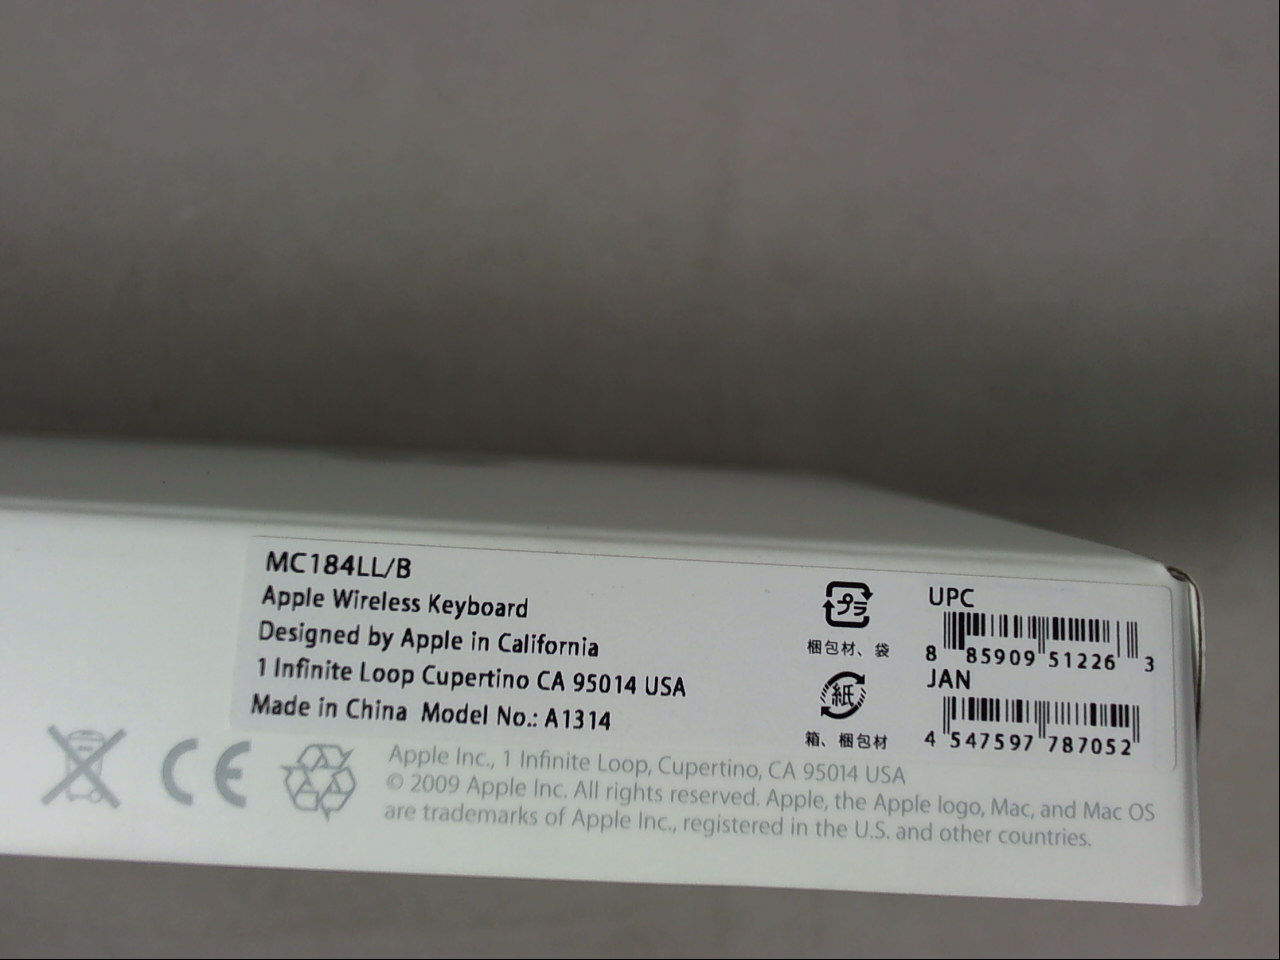 MC184LL/B
Apple Wireless Keyboard
Designed by Apple in California
1 Infinite Loop Cupertino CA 95014 USA
Made in China Model No.: A1314
プラ
梱包材、袋
紙
箱、梱包材
UPC
8 85909 51226 3
JAN
4 547597 787052
CE
Apple Inc., 1 Infinite Loop, Cupertino, CA 95014 USA
© 2009 Apple Inc. All rights reserved. Apple, the Apple logo, Mac, and Mac OS
are trademarks of Apple Inc., registered in the U.S. and other countries.